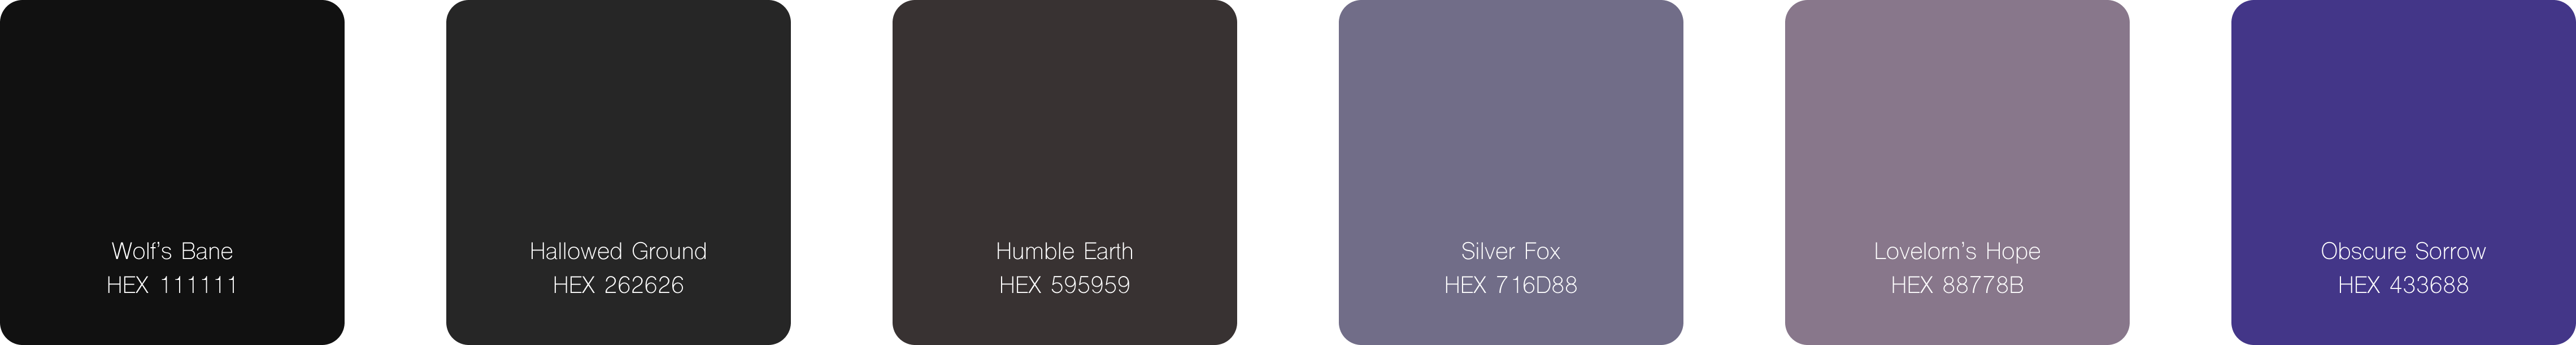 Wolf’s Bane
HEX 111111
Hallowed Ground
HEX 262626
Humble Earth
HEX 595959
Silver Fox
HEX 716D88
Lovelorn’s Hope
HEX 88778B
Obscure Sorrow
HEX 433688